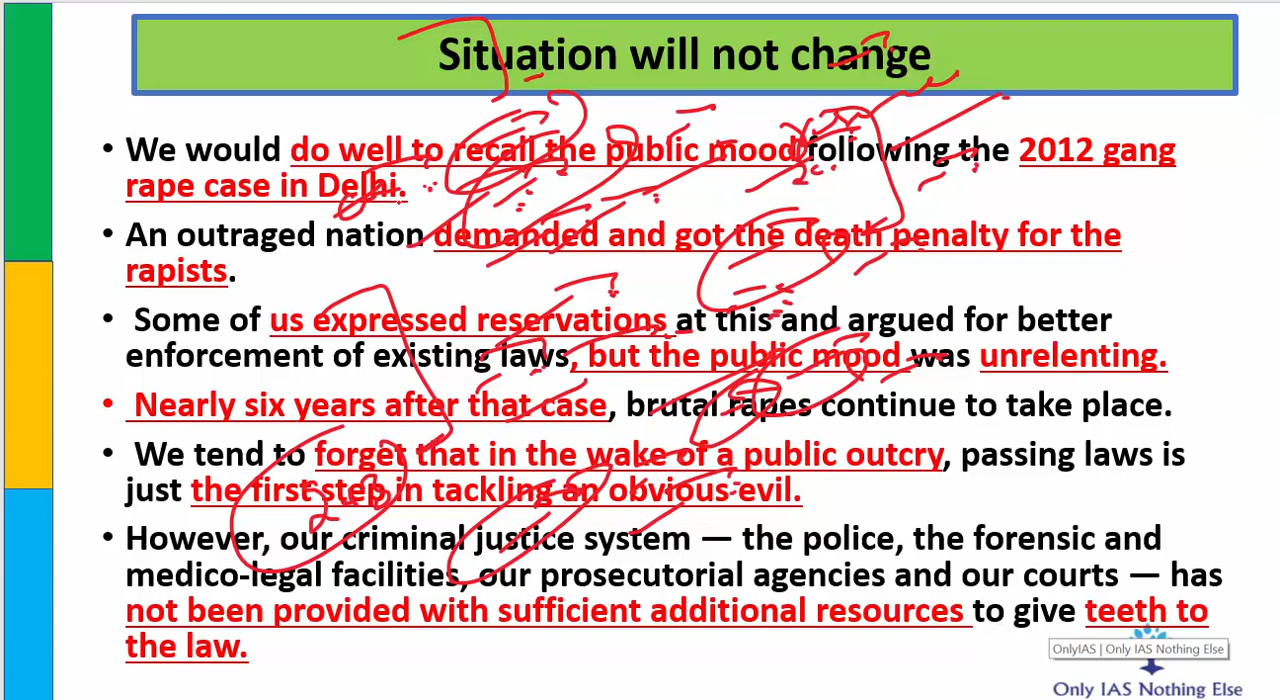 Situation will not change
• We would do well to recall the public mood following the 2012 gang
rape case in Delhi.
• An outraged nation demanded and got the death penalty for the
rapists.
• Some of us expressed reservations at this and argued for better
enforcement of existing laws, but the public mood was unrelenting.
• Nearly six years after that case, brutal rapes continue to take place.
• We tend to forget that in the wake of a public outcry, passing laws is
just the first step in tackling an obvious evil.
• However, our criminal justice system — the police, the forensic and
medico-legal facilities, our prosecutorial agencies and our courts — has
not been provided with sufficient additional resources to give teeth to
the law.
OnlyIAS | Only IAS Nothing Else
Only IAS Nothing Else